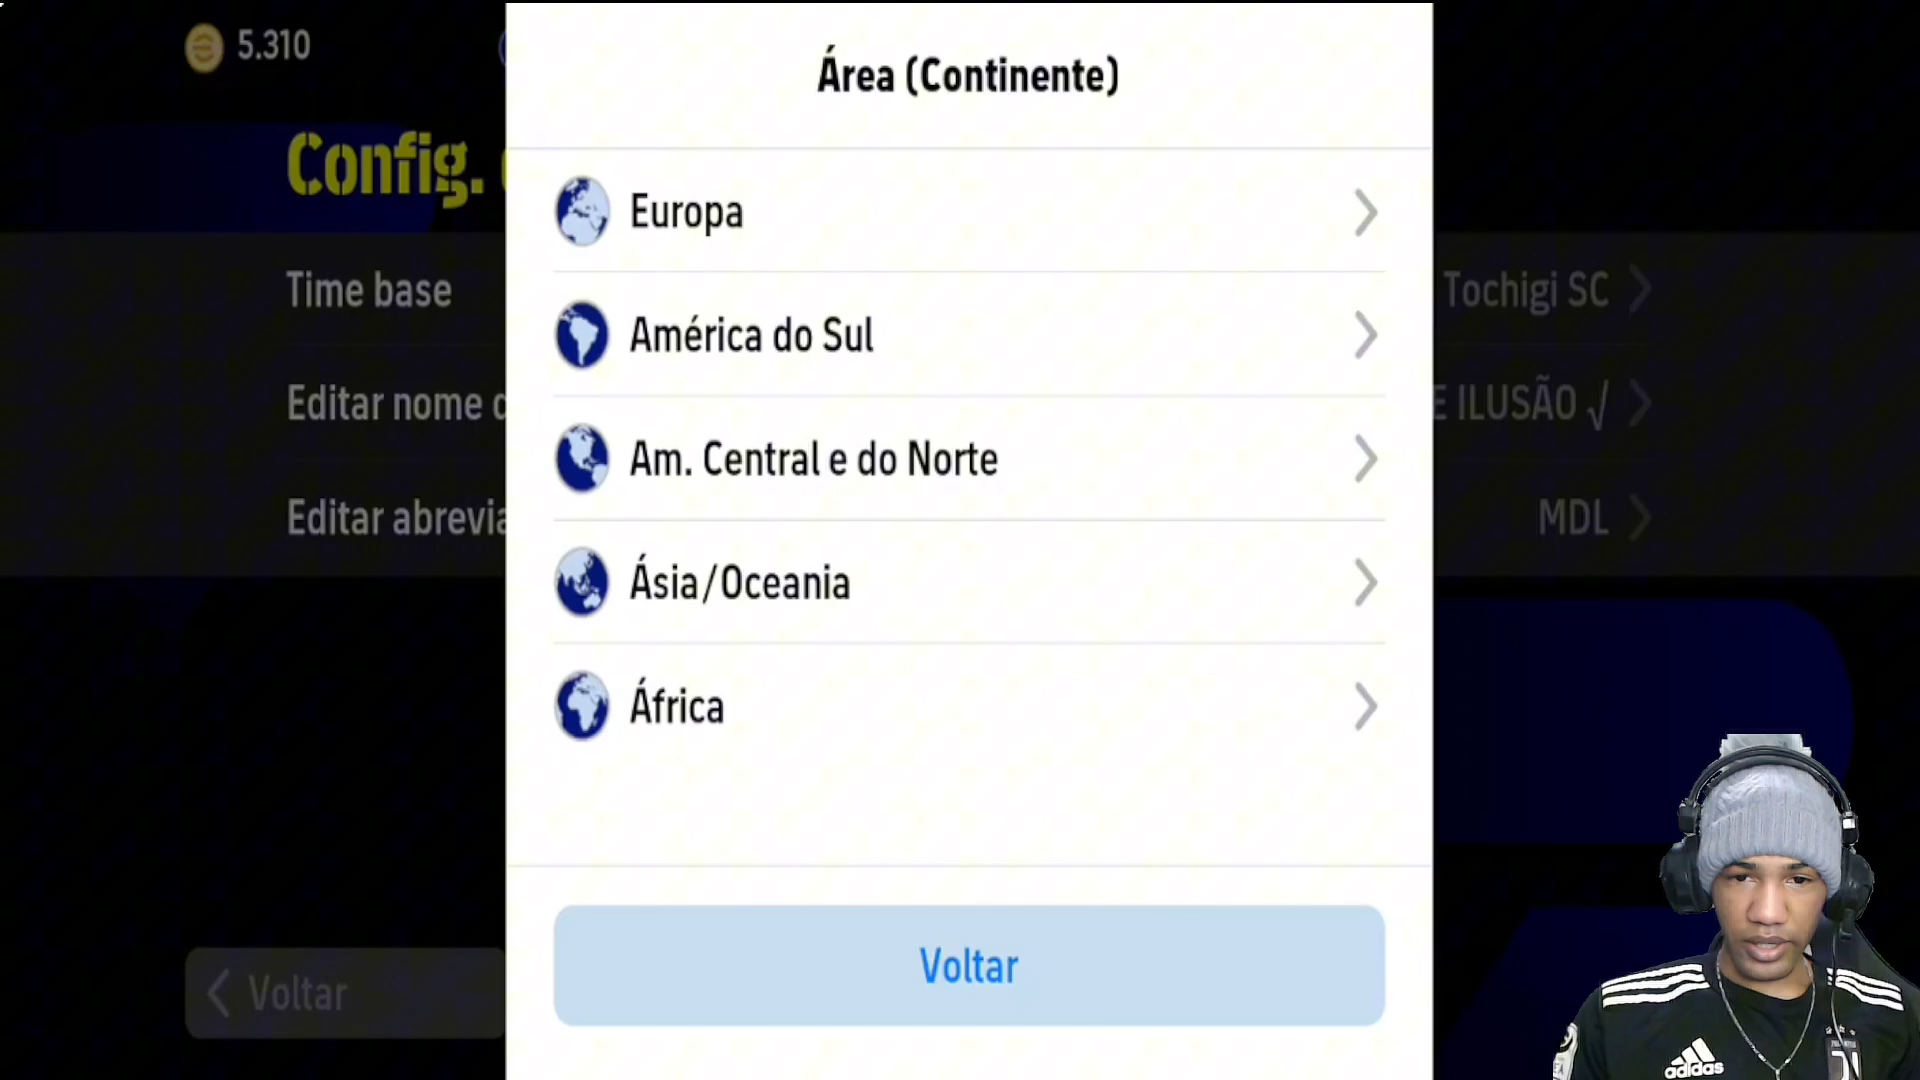 5.310
Área (Continente)
Config.
Europa
Time base
Tochigi SC
América do Sul
Editar nome
E ILUSÃO √
Am. Central e do Norte
Editar abrevia
MDL
Ásia/Oceania
África
Voltar
Voltar
adidas